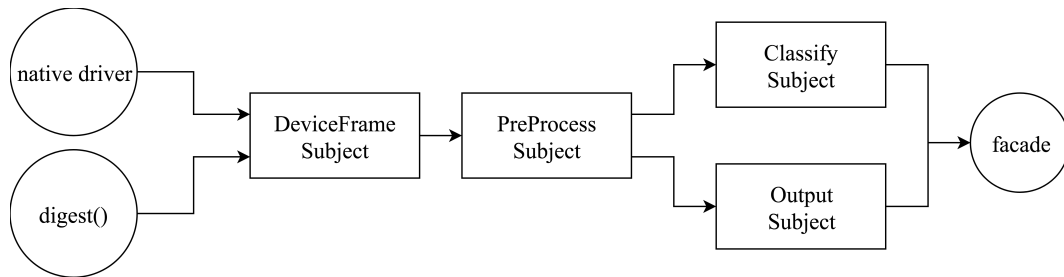 native driver
digest()
DeviceFrame
Subject
PreProcess
Subject
Classify
Subject
Output
Subject
facade